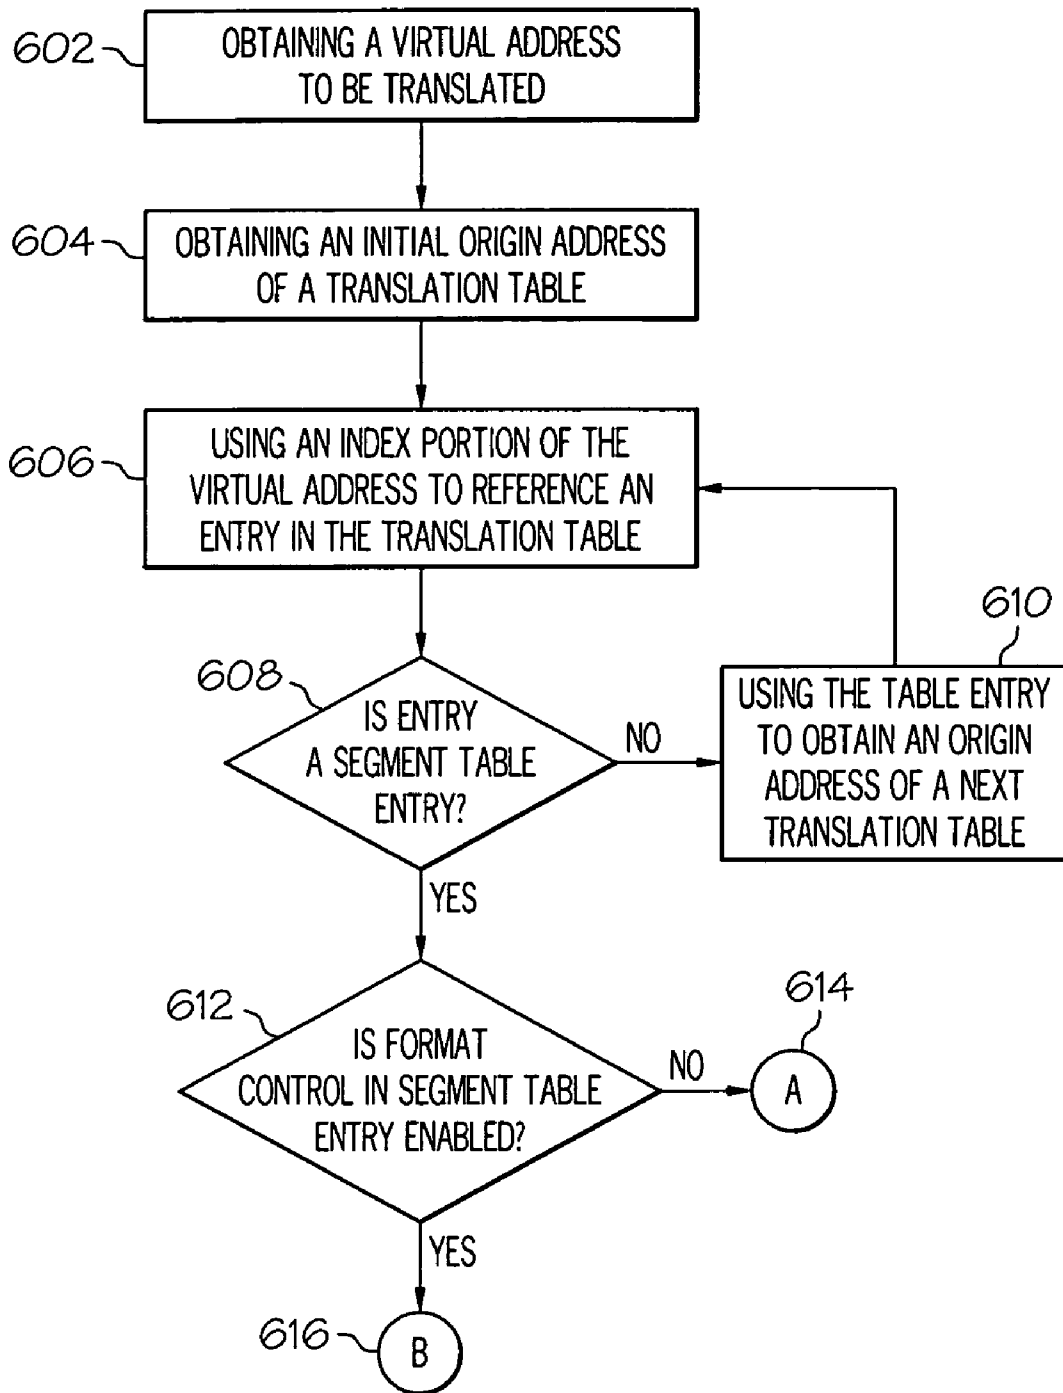 602
OBTAINING A VIRTUAL ADDRESS
TO BE TRANSLATED
604
OBTAINING AN INITIAL ORIGIN ADDRESS
OF A TRANSLATION TABLE
606
USING AN INDEX PORTION OF THE
VIRTUAL ADDRESS TO REFERENCE AN
ENTRY IN THE TRANSLATION TABLE
608
IS ENTRY
A SEGMENT TABLE
ENTRY?
NO
610
USING THE TABLE ENTRY
TO OBTAIN AN ORIGIN
ADDRESS OF A NEXT
TRANSLATION TABLE
YES
612
IS FORMAT
CONTROL IN SEGMENT TABLE
ENTRY ENABLED?
NO
614
A
YES
616
B